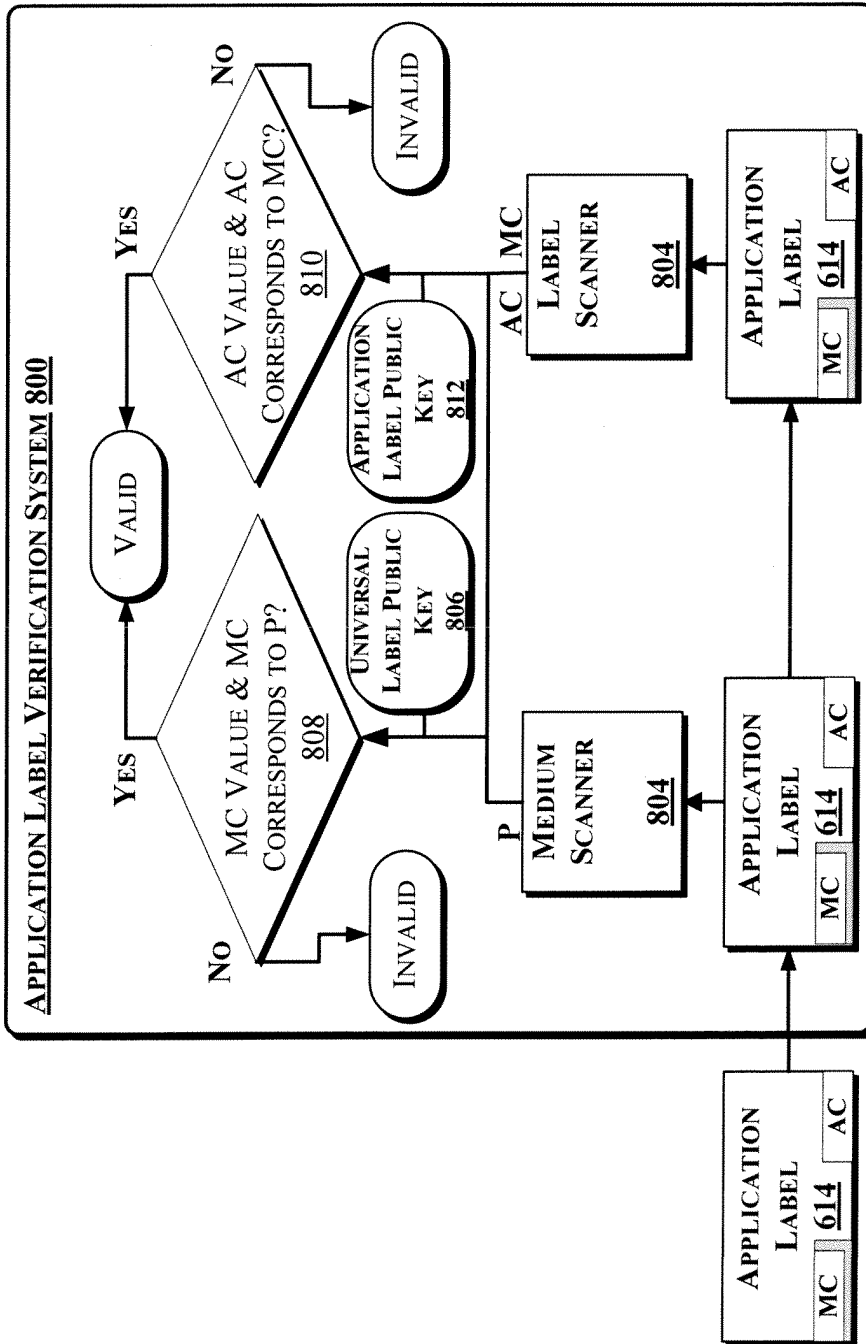 APPLICATION LABEL VERIFICATION SYSTEM 800
YES
VALID
YES
NO
MC VALUE & MC
CORRESPONDS TO P?
808
AC VALUE & AC
CORRESPONDS TO MC?
810
NO
INVALID
INVALID
UNIVERSAL
LABEL PUBLIC
KEY
806
APPLICATION
LABEL PUBLIC
KEY
812
P
AC MC
MEDIUM
SCANNER
804
LABEL
SCANNER
804
APPLICATION
LABEL
614
MC
AC
APPLICATION
LABEL
614
MC
AC
APPLICATION
LABEL
614
MC
AC